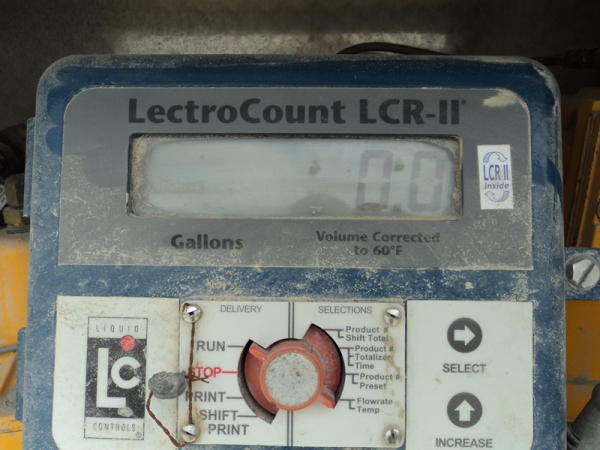 LectroCount LCR-II®
0.0
LCR II
inside
Gallons
Volume Corrected
to 60°F
LIQUID
LC
CONTROLS
DELIVERY
SELECTIONS
RUN
STOP
PRINT
SHIFT
PRINT
Product #
Shift Total
Product #
Totalizer
Time
Product #
Preset
Flowrate
Temp
SELECT
INCREASE